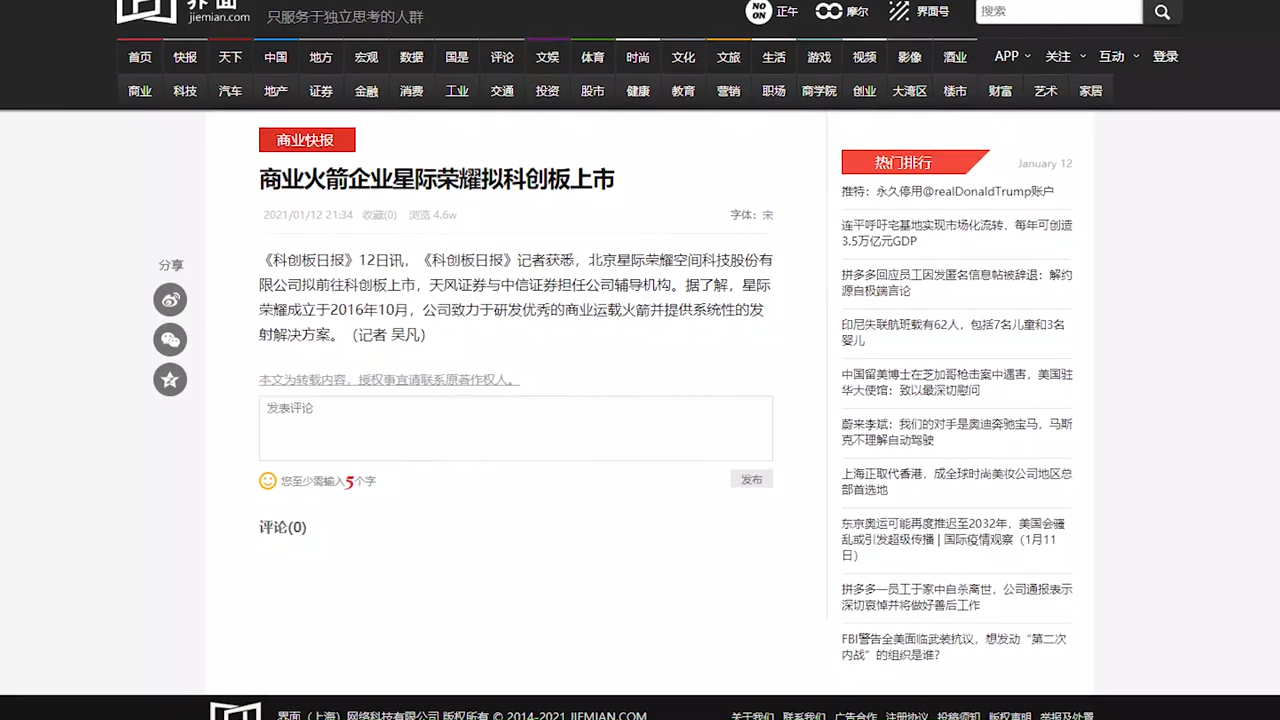 界面
jiemian.com
只服务于独立思考的人群
NO
ON
正午
摩尔
界面号
搜索
首页 快报 天下 中国 地方 宏观 数据 国是 评论 文娱 体育 时尚 文化 文旅 生活 游戏 视频 影像 酒业 APP 关注 互动 登录
商业 科技 汽车 地产 证券 金融 消费 工业 交通 投资 股市 健康 教育 营销 职场 商学院 创业 大湾区 楼市 财富 艺术 家居
商业快报
商业火箭企业星际荣耀拟科创板上市
2021/01/12 21:34 收藏(0) 浏览 4.6w 字体：宋
《科创板日报》12日讯，《科创板日报》记者获悉，北京星际荣耀空间科技股份有
限公司拟前往科创板上市，天风证券与中信证券担任公司辅导机构。据了解，星际
荣耀成立于2016年10月，公司致力于研发优秀的商业运载火箭并提供系统性的发
射解决方案。（记者 吴凡）
分享
本文为转载内容，授权事宜请联系原著作权人。
发表评论
您至少需输入5个字
发布
评论(0)
热门排行
January 12
推特：永久停用@realDonaldTrump账户
连平呼吁宅基地实现市场化流转，每年可创造
3.5万亿元GDP
拼多多回应员工因发匿名信息帖被辞退：解约
源自极端言论
印尼失联航班载有62人，包括7名儿童和3名
婴儿
中国留美博士在芝加哥枪击案中遇害，美国驻
华大使馆：致以最深切慰问
蔚来李斌：我们的对手是奥迪奔驰宝马，马斯
克不理解自动驾驶
上海正取代香港，成全球时尚美妆公司地区总
部首选地
东京奥运可能再度推迟至2032年，美国会骚
乱或引发超级传播 | 国际疫情观察（1月11
日）
拼多多一员工于家中自杀离世，公司通报表示
深切哀悼并将做好善后工作
FBI警告全美面临武装抗议，想发动“第二次
内战”的组织是谁？
界面（上海）网络科技有限公司 版权所有 © 2014-2021 JIEMIAN.COM
关于我们 联系我们 广告合作 注册协议 投稿须知 版权声明 举报及处置